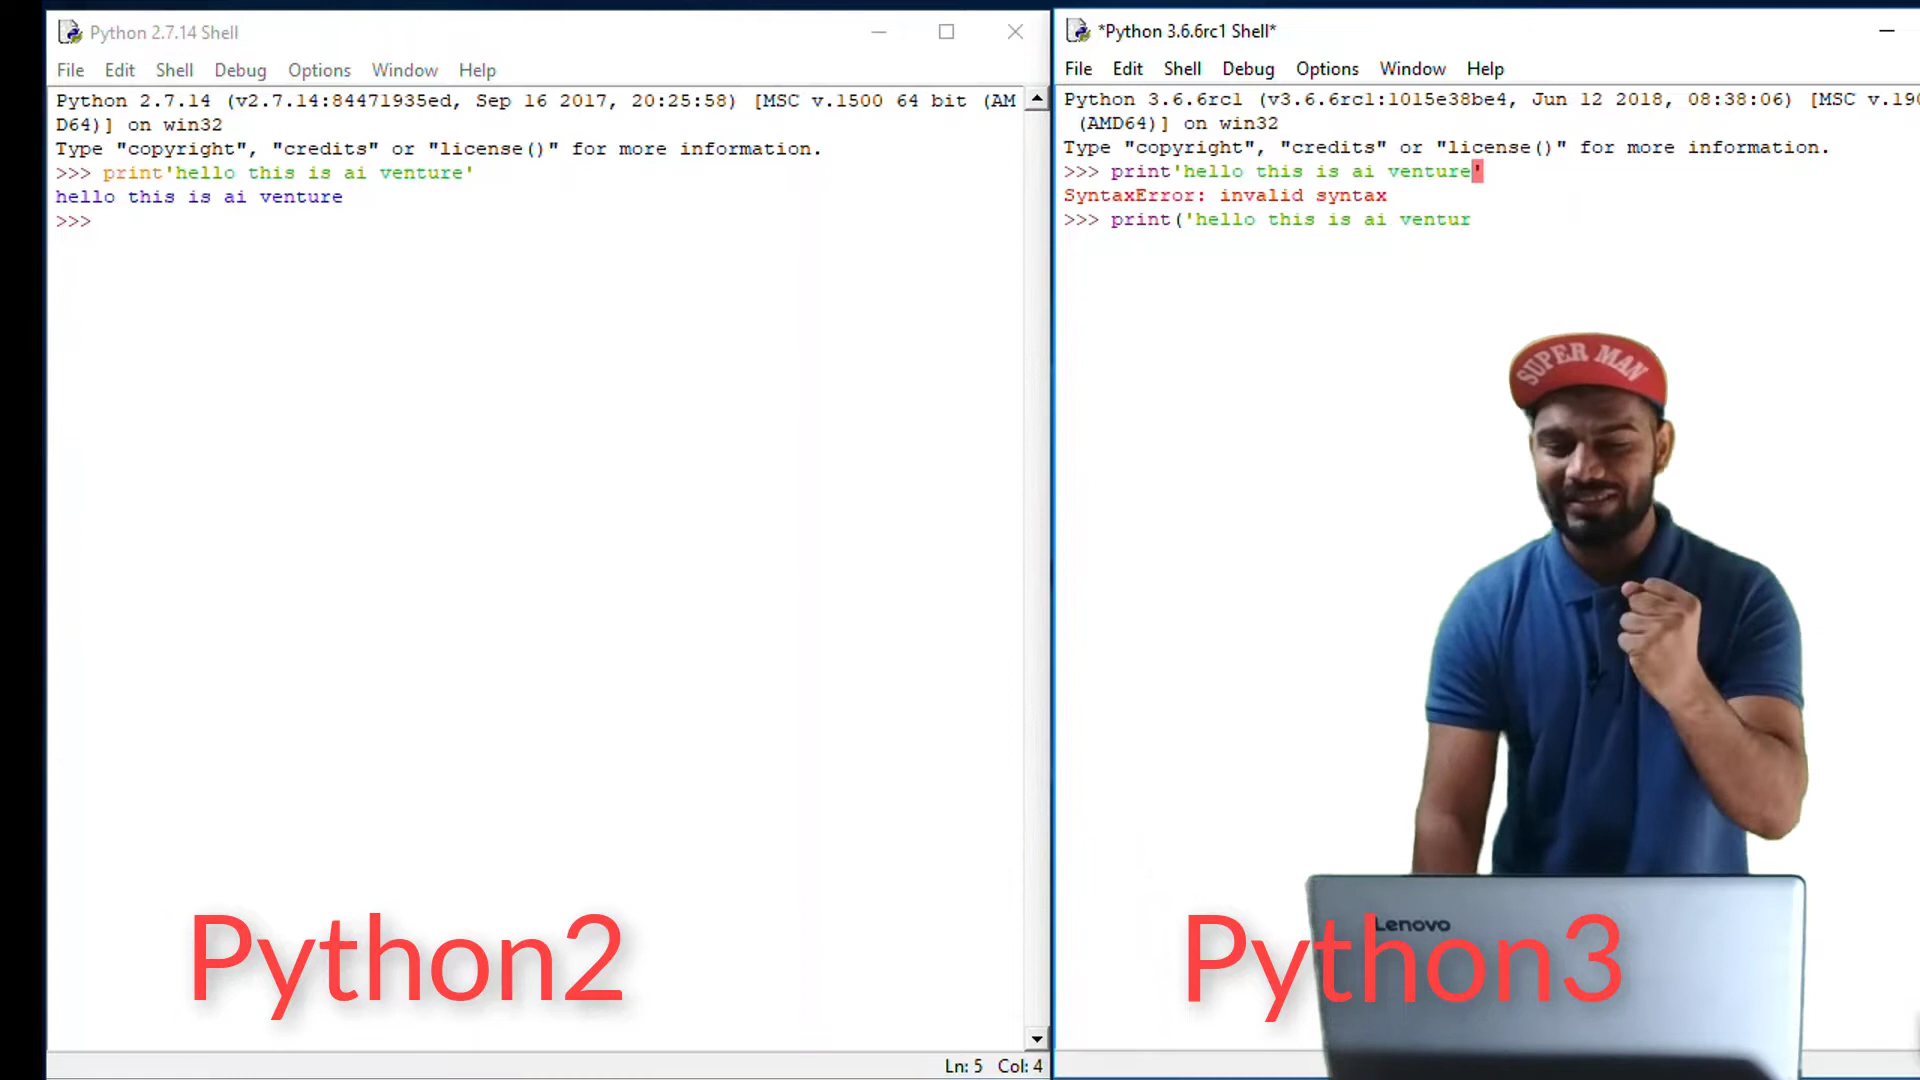 Python 2.7.14 Shell
File Edit Shell Debug Options Window Help
Python 2.7.14 (v2.7.14:84471935ed, Sep 16 2017, 20:25:58) [MSC v.1500 64 bit (AM
D64)] on win32
Type "copyright", "credits" or "license()" for more information.
>>> print'hello this is ai venture'
hello this is ai venture
>>>
Ln: 5 Col: 4
Python2
*Python 3.6.6rc1 Shell*
File Edit Shell Debug Options Window Help
Python 3.6.6rc1 (v3.6.6rc1:1015e38be4, Jun 12 2018, 08:38:06) [MSC v.190
(AMD64)] on win32
Type "copyright", "credits" or "license()" for more information.
>>> print'hello this is ai venture'
SyntaxError: invalid syntax
>>> print('hello this is ai ventur
SUPER MAN
Lenovo
Python3